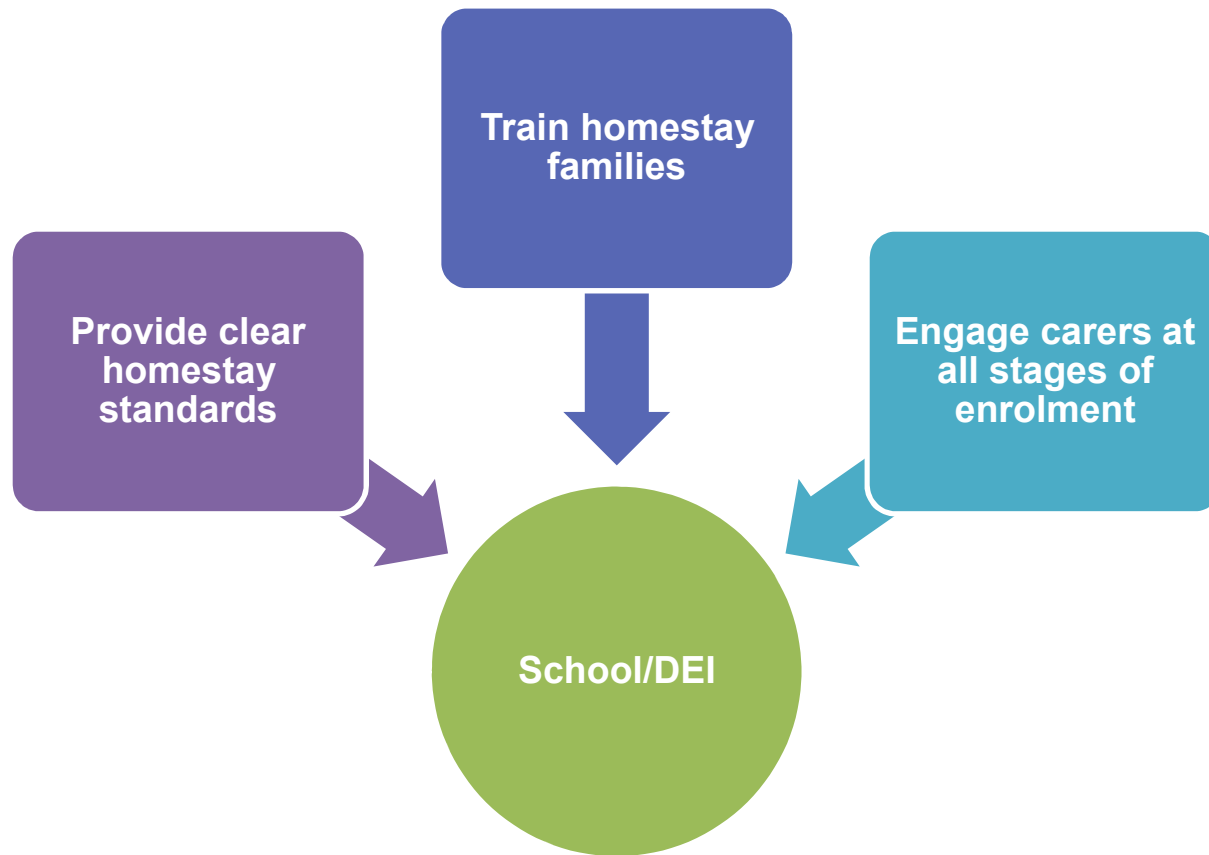 Train homestay
families
Provide clear
homestay
standards
Engage carers at
all stages of
enrolment
School/DEI